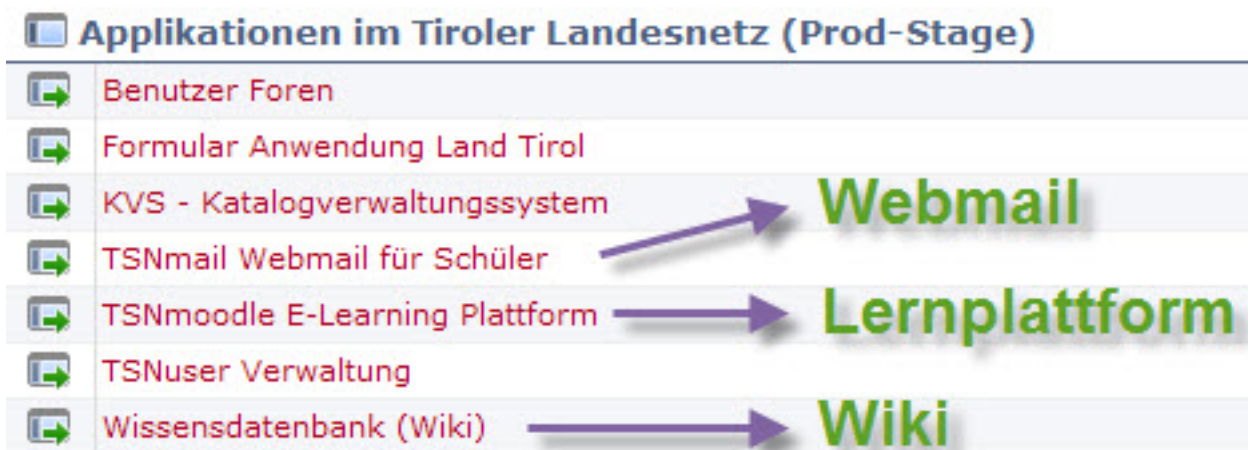 Applikationen im Tiroler Landesnetz (Prod-Stage)
Benutzer Foren
Formular Anwendung Land Tirol
KVS - Katalogverwaltungssystem
Webmail
TSNmail Webmail für Schüler
TSNmoodle E-Learning Plattform
Lernplattform
TSNuser Verwaltung
Wissensdatenbank (Wiki)
Wiki